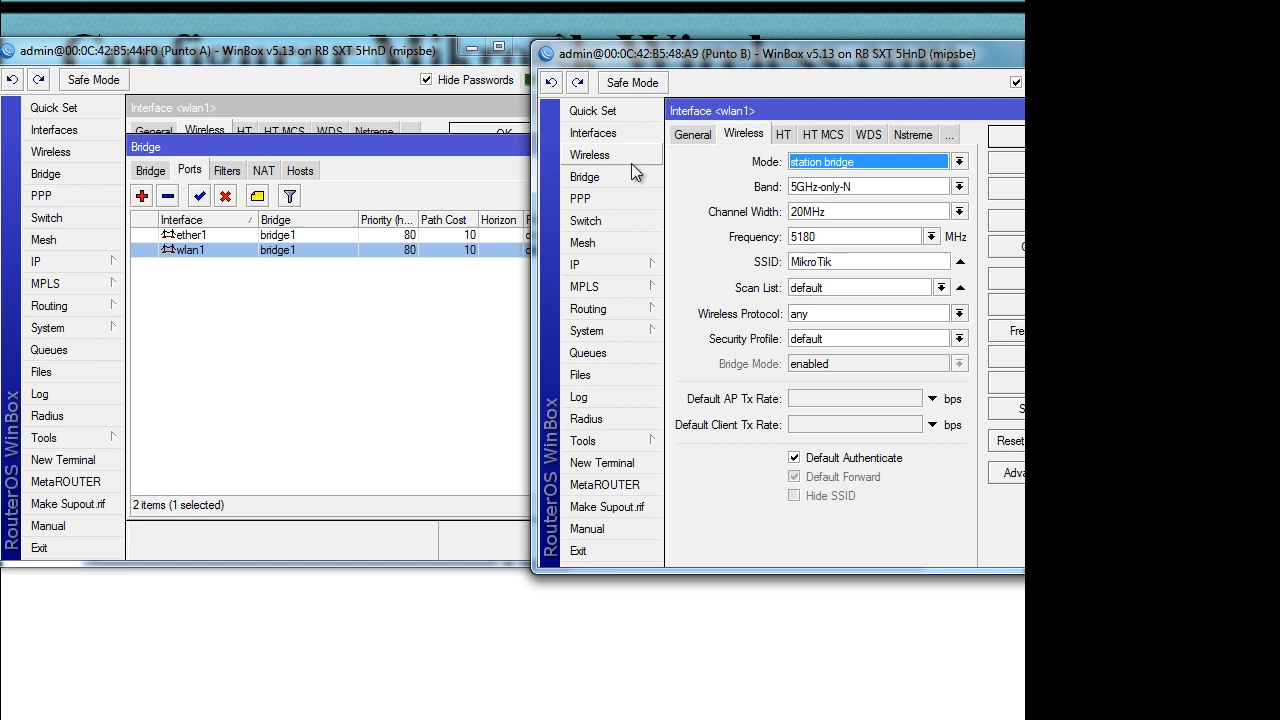 admin@00:0C:42:B5:44:F0 (Punto A) - WinBox v5.13 on RB SXT 5HnD (mipsbe)
Safe Mode
Hide Passwords
Quick Set
Interfaces
Wireless
Bridge
PPP
Switch
Mesh
IP
MPLS
Routing
System
Queues
Files
Log
Radius
Tools
New Terminal
MetaROUTER
Make Supout.rif
Manual
Exit
RouterOS WinBox
Interface <wlan1>
General Wireless HT HT MCS WDS Nstreme
OK
Bridge
Bridge Ports Filters NAT Hosts
Interface Bridge Priority (h... Path Cost Horizon
ether1 bridge1 80 10
wlan1 bridge1 80 10
2 items (1 selected)
admin@00:0C:42:B5:48:A9 (Punto B) - WinBox v5.13 on RB SXT 5HnD (mipsbe)
Safe Mode
Quick Set
Interfaces
Wireless
Bridge
PPP
Switch
Mesh
IP
MPLS
Routing
System
Queues
Files
Log
Radius
Tools
New Terminal
MetaROUTER
Make Supout.rif
Manual
Exit
RouterOS WinBox
Interface <wlan1>
General Wireless HT HT MCS WDS Nstreme ...
Mode: station bridge
Band: 5GHz-only-N
Channel Width: 20MHz
Frequency: 5180 MHz
SSID: MikroTik
Scan List: default
Wireless Protocol: any
Security Profile: default
Bridge Mode: enabled
Default AP Tx Rate: bps
Default Client Tx Rate: bps
Default Authenticate
Default Forward
Hide SSID
Fre
S
Reset
Adva